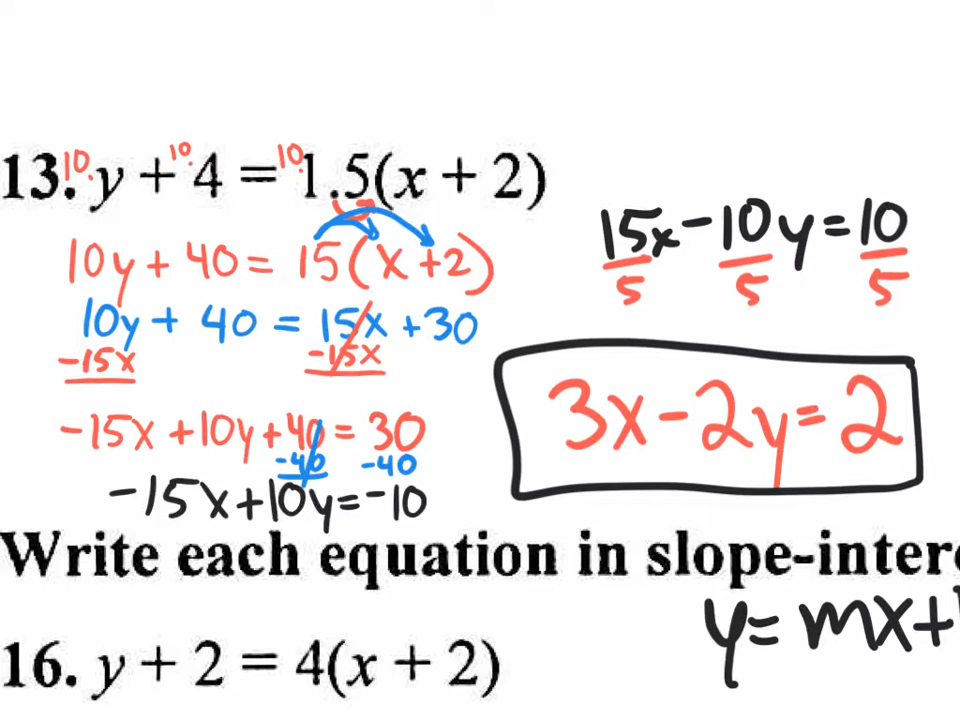 13. 10. y + 10. 4 = 10. 1.5(x + 2)
10y + 40 = 15(x + 2)
10y + 40 = 15x + 30
-15x -15x
-15x + 10y + 40 = 30
-40 -40
-15x + 10y = -10
15x - 10y = 10
5 5 5
3x - 2y = 2
Write each equation in slope-interc
y = mx +
16. y + 2 = 4(x + 2)